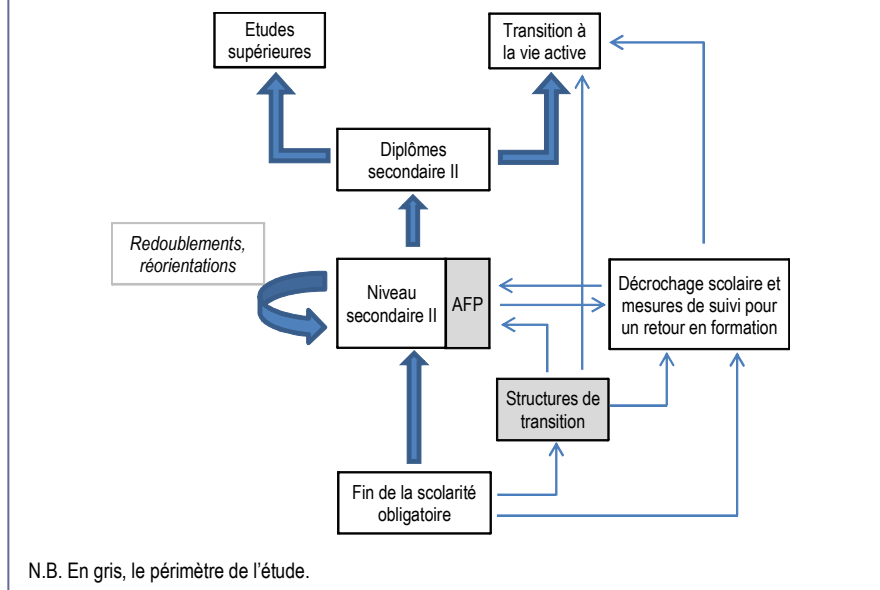 Etudes
supérieures
Transition à
la vie active
Diplômes
secondaire II
Redoublements,
réorientations
Niveau
secondaire II
AFP
Décrochage scolaire et
mesures de suivi pour
un retour en formation
Structures de
transition
Fin de la scolarité
obligatoire
N.B. En gris, le périmètre de l’étude.